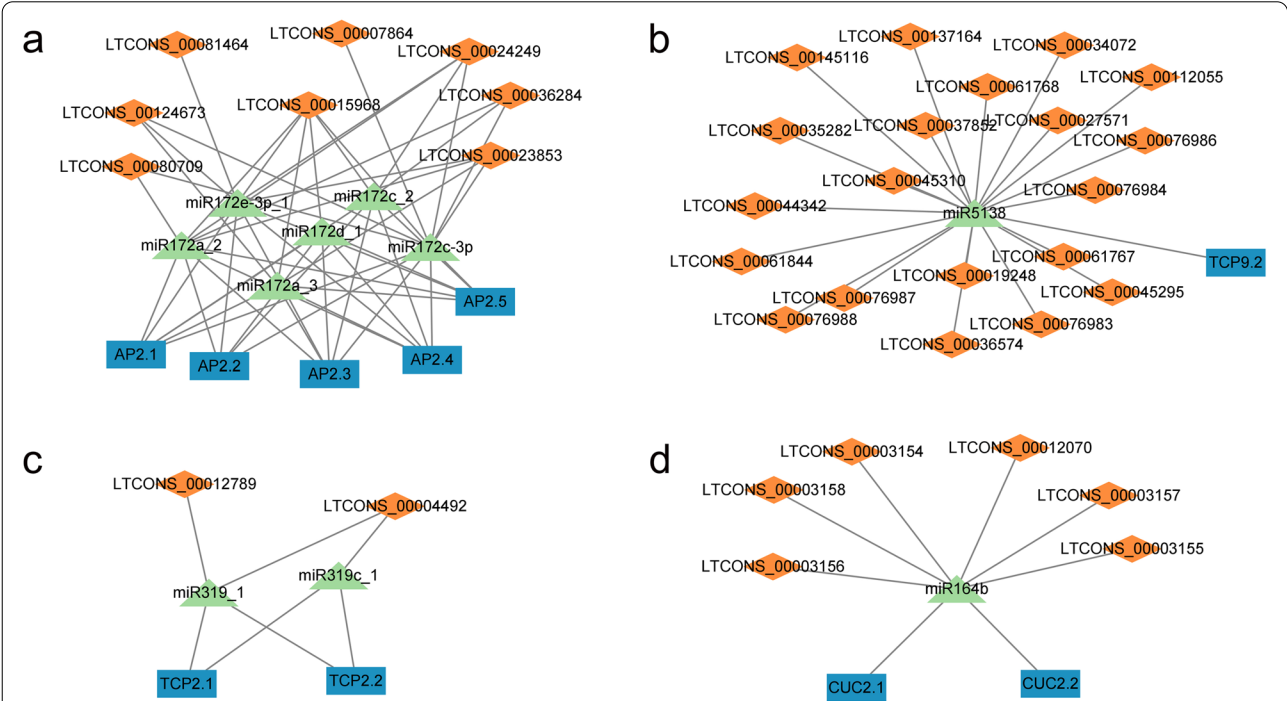 a
LTCONS_00081464
LTCONS_00007864
LTCONS_00024249
LTCONS_00036284
LTCONS_00124673
LTCONS_00015968
LTCONS_00080709
LTCONS_00023853
miR172e-3p_1
miR172c_2
miR172a_2
miR172d_1
miR172c-3p
miR172a_3
AP2.5
AP2.1
AP2.2
AP2.3
AP2.4
b
LTCONS_00145116
LTCONS_00137164
LTCONS_00034072
LTCONS_00112055
LTCONS_00061768
LTCONS_00035282
LTCONS_00037852
LTCONS_00027571
LTCONS_00076986
LTCONS_00045310
LTCONS_00076984
LTCONS_00044342
miR5138
LTCONS_00061844
LTCONS_00061767
TCP9.2
LTCONS_00019248
LTCONS_00045295
LTCONS_00076987
LTCONS_00076988
LTCONS_00076983
LTCONS_00036574
c
LTCONS_00012789
LTCONS_00004492
miR319_1
miR319c_1
TCP2.1
TCP2.2
d
LTCONS_00003154
LTCONS_00012070
LTCONS_00003158
LTCONS_00003157
LTCONS_00003156
LTCONS_00003155
miR164b
CUC2.1
CUC2.2